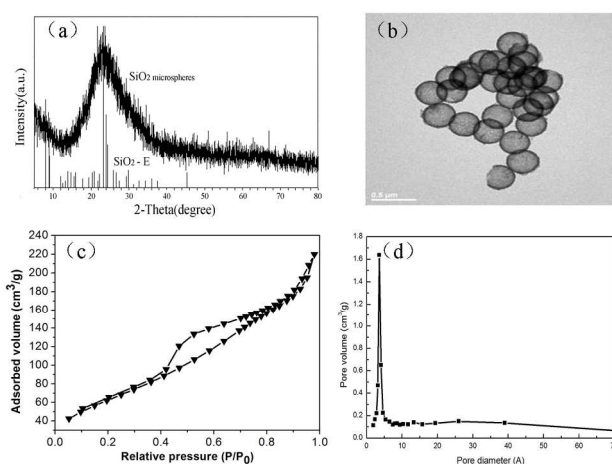 (a)
SiO2 microspheres
SiO2 - E
Intensity(a.u.)
10 20 30 40 50 60 70 80
2-Theta(degree)
(b)
0.5 µm
(c)
Adsorbed volume (cm3/g)
240
220
200
180
160
140
120
100
80
60
40
0.0 0.2 0.4 0.6 0.8 1.0
Relative pressure (P/P0)
(d)
Pore volume (cm3/g)
1.8
1.6
1.4
1.2
1.0
0.8
0.6
0.4
0.2
0.0
0 10 20 30 40 50 60 70
Pore diameter (A)